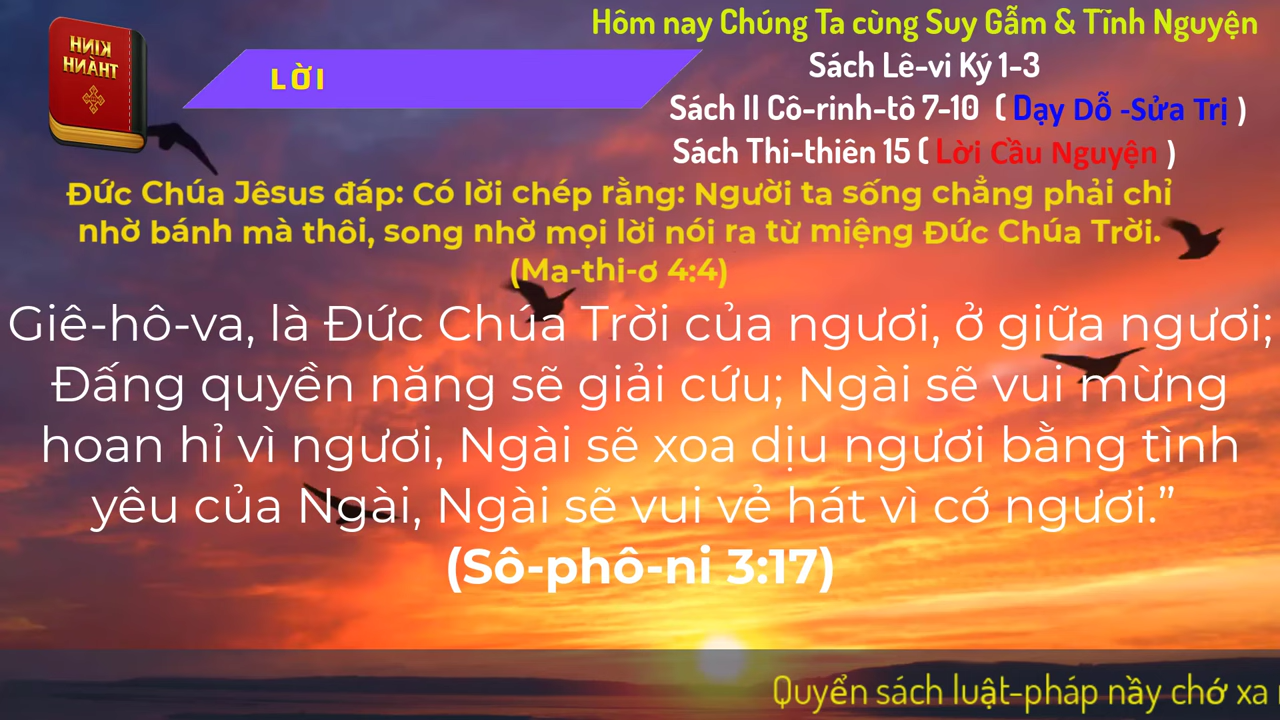 KINH
THÁNH
LỜI
Hôm nay Chúng Ta cùng Suy Gẫm & Tĩnh Nguyện
Sách Lê-vi Ký 1-3
Sách II Cô-rinh-tô 7-10 ( Dạy Dỗ -Sửa Trị )
Sách Thi-thiên 15 ( Lời Cầu Nguyện )
Đức Chúa Jêsus đáp: Có lời chép rằng: Người ta sống chẳng phải chỉ
nhờ bánh mà thôi, song nhờ mọi lời nói ra từ miệng Đức Chúa Trời.
(Ma-thi-ơ 4:4)
Giê-hô-va, là Đức Chúa Trời của ngươi, ở giữa ngươi;
Đấng quyền năng sẽ giải cứu; Ngài sẽ vui mừng
hoan hỉ vì ngươi, Ngài sẽ xoa dịu ngươi bằng tình
yêu của Ngài, Ngài sẽ vui vẻ hát vì cớ ngươi.”
(Sô-phô-ni 3:17)
Quyển sách luật-pháp nầy chớ xa